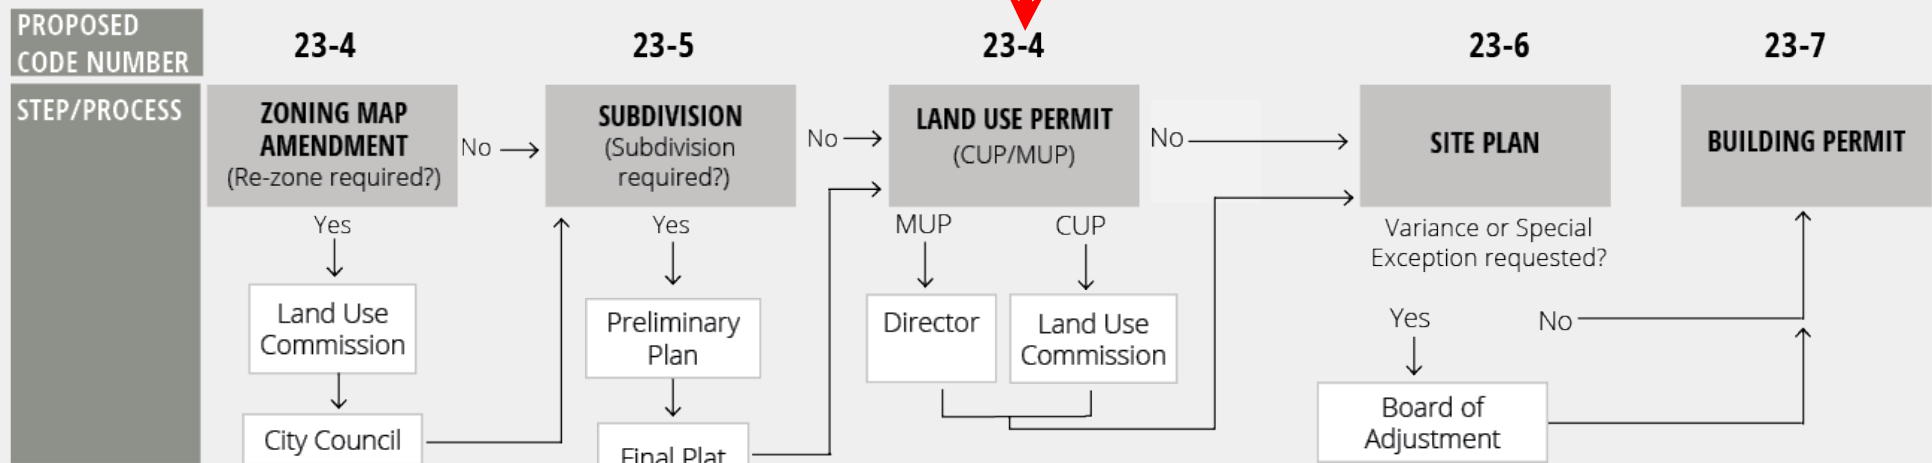 PROPOSED
CODE NUMBER
23-4
23-5
23-4
23-6
23-7
STEP/PROCESS
ZONING MAP
AMENDMENT
(Re-zone required?)
No
SUBDIVISION
(Subdivision
required?)
No
LAND USE PERMIT
(CUP/MUP)
No
SITE PLAN
BUILDING PERMIT
Yes
Yes
MUP
CUP
Variance or Special
Exception requested?
Land Use
Commission
Preliminary
Plan
Director
Land Use
Commission
Yes
No
City Council
Final Plat
Board of
Adjustment